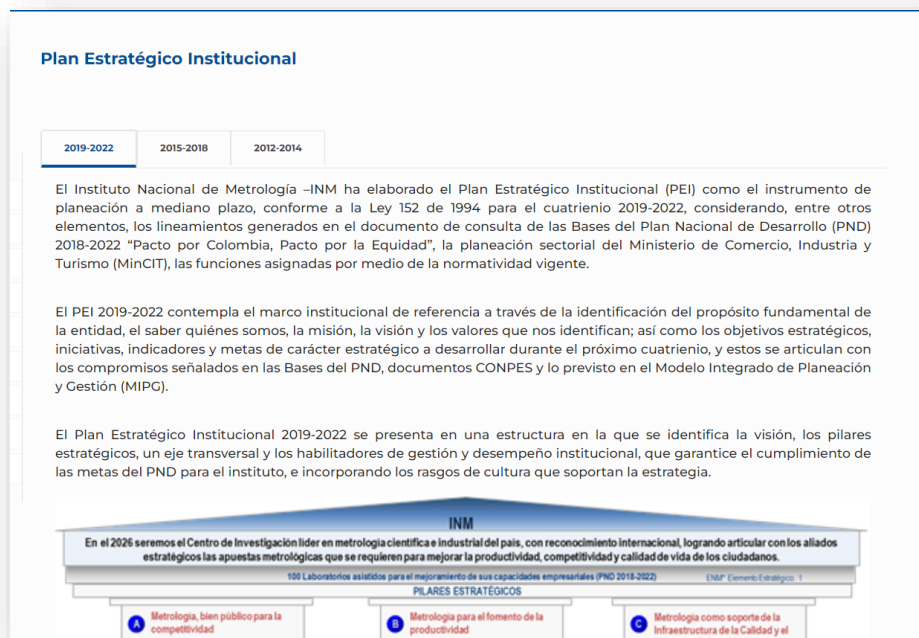 Plan Estratégico Institucional
2019-2022 2015-2018 2012-2014
El Instituto Nacional de Metrología –INM ha elaborado el Plan Estratégico Institucional (PEI) como el instrumento de
planeación a mediano plazo, conforme a la Ley 152 de 1994 para el cuatrienio 2019-2022, considerando, entre otros
elementos, los lineamientos generados en el documento de consulta de las Bases del Plan Nacional de Desarrollo (PND)
2018-2022 “Pacto por Colombia, Pacto por la Equidad”, la planeación sectorial del Ministerio de Comercio, Industria y
Turismo (MinCIT), las funciones asignadas por medio de la normatividad vigente.
El PEI 2019-2022 contempla el marco institucional de referencia a través de la identificación del propósito fundamental de
la entidad, el saber quiénes somos, la misión, la visión y los valores que nos identifican; así como los objetivos estratégicos,
iniciativas, indicadores y metas de carácter estratégico a desarrollar durante el próximo cuatrienio, y estos se articulan con
los compromisos señalados en las Bases del PND, documentos CONPES y lo previsto en el Modelo Integrado de Planeación
y Gestión (MIPG).
El Plan Estratégico Institucional 2019-2022 se presenta en una estructura en la que se identifica la visión, los pilares
estratégicos, un eje transversal y los habilitadores de gestión y desempeño institucional, que garantice el cumplimiento de
las metas del PND para el instituto, e incorporando los rasgos de cultura que soportan la estrategia.
INM
En el 2026 seremos el Centro de Investigación líder en metrología científica e industrial del país, con reconocimiento internacional, logrando articular con los aliados
estratégicos las apuestas metrológicas que se requieren para mejorar la productividad, competitividad y calidad de vida de los ciudadanos.
100 Laboratorios asistidos para el mejoramiento de sus capacidades empresariales (PND 2018-2022) ENM* Elemento Estratégico 1
PILARES ESTRATÉGICOS
A Metrología, bien público para la
competitividad
B Metrología para el fomento de la
productividad
C Metrología como soporte de la
Infraestructura de la Calidad y el